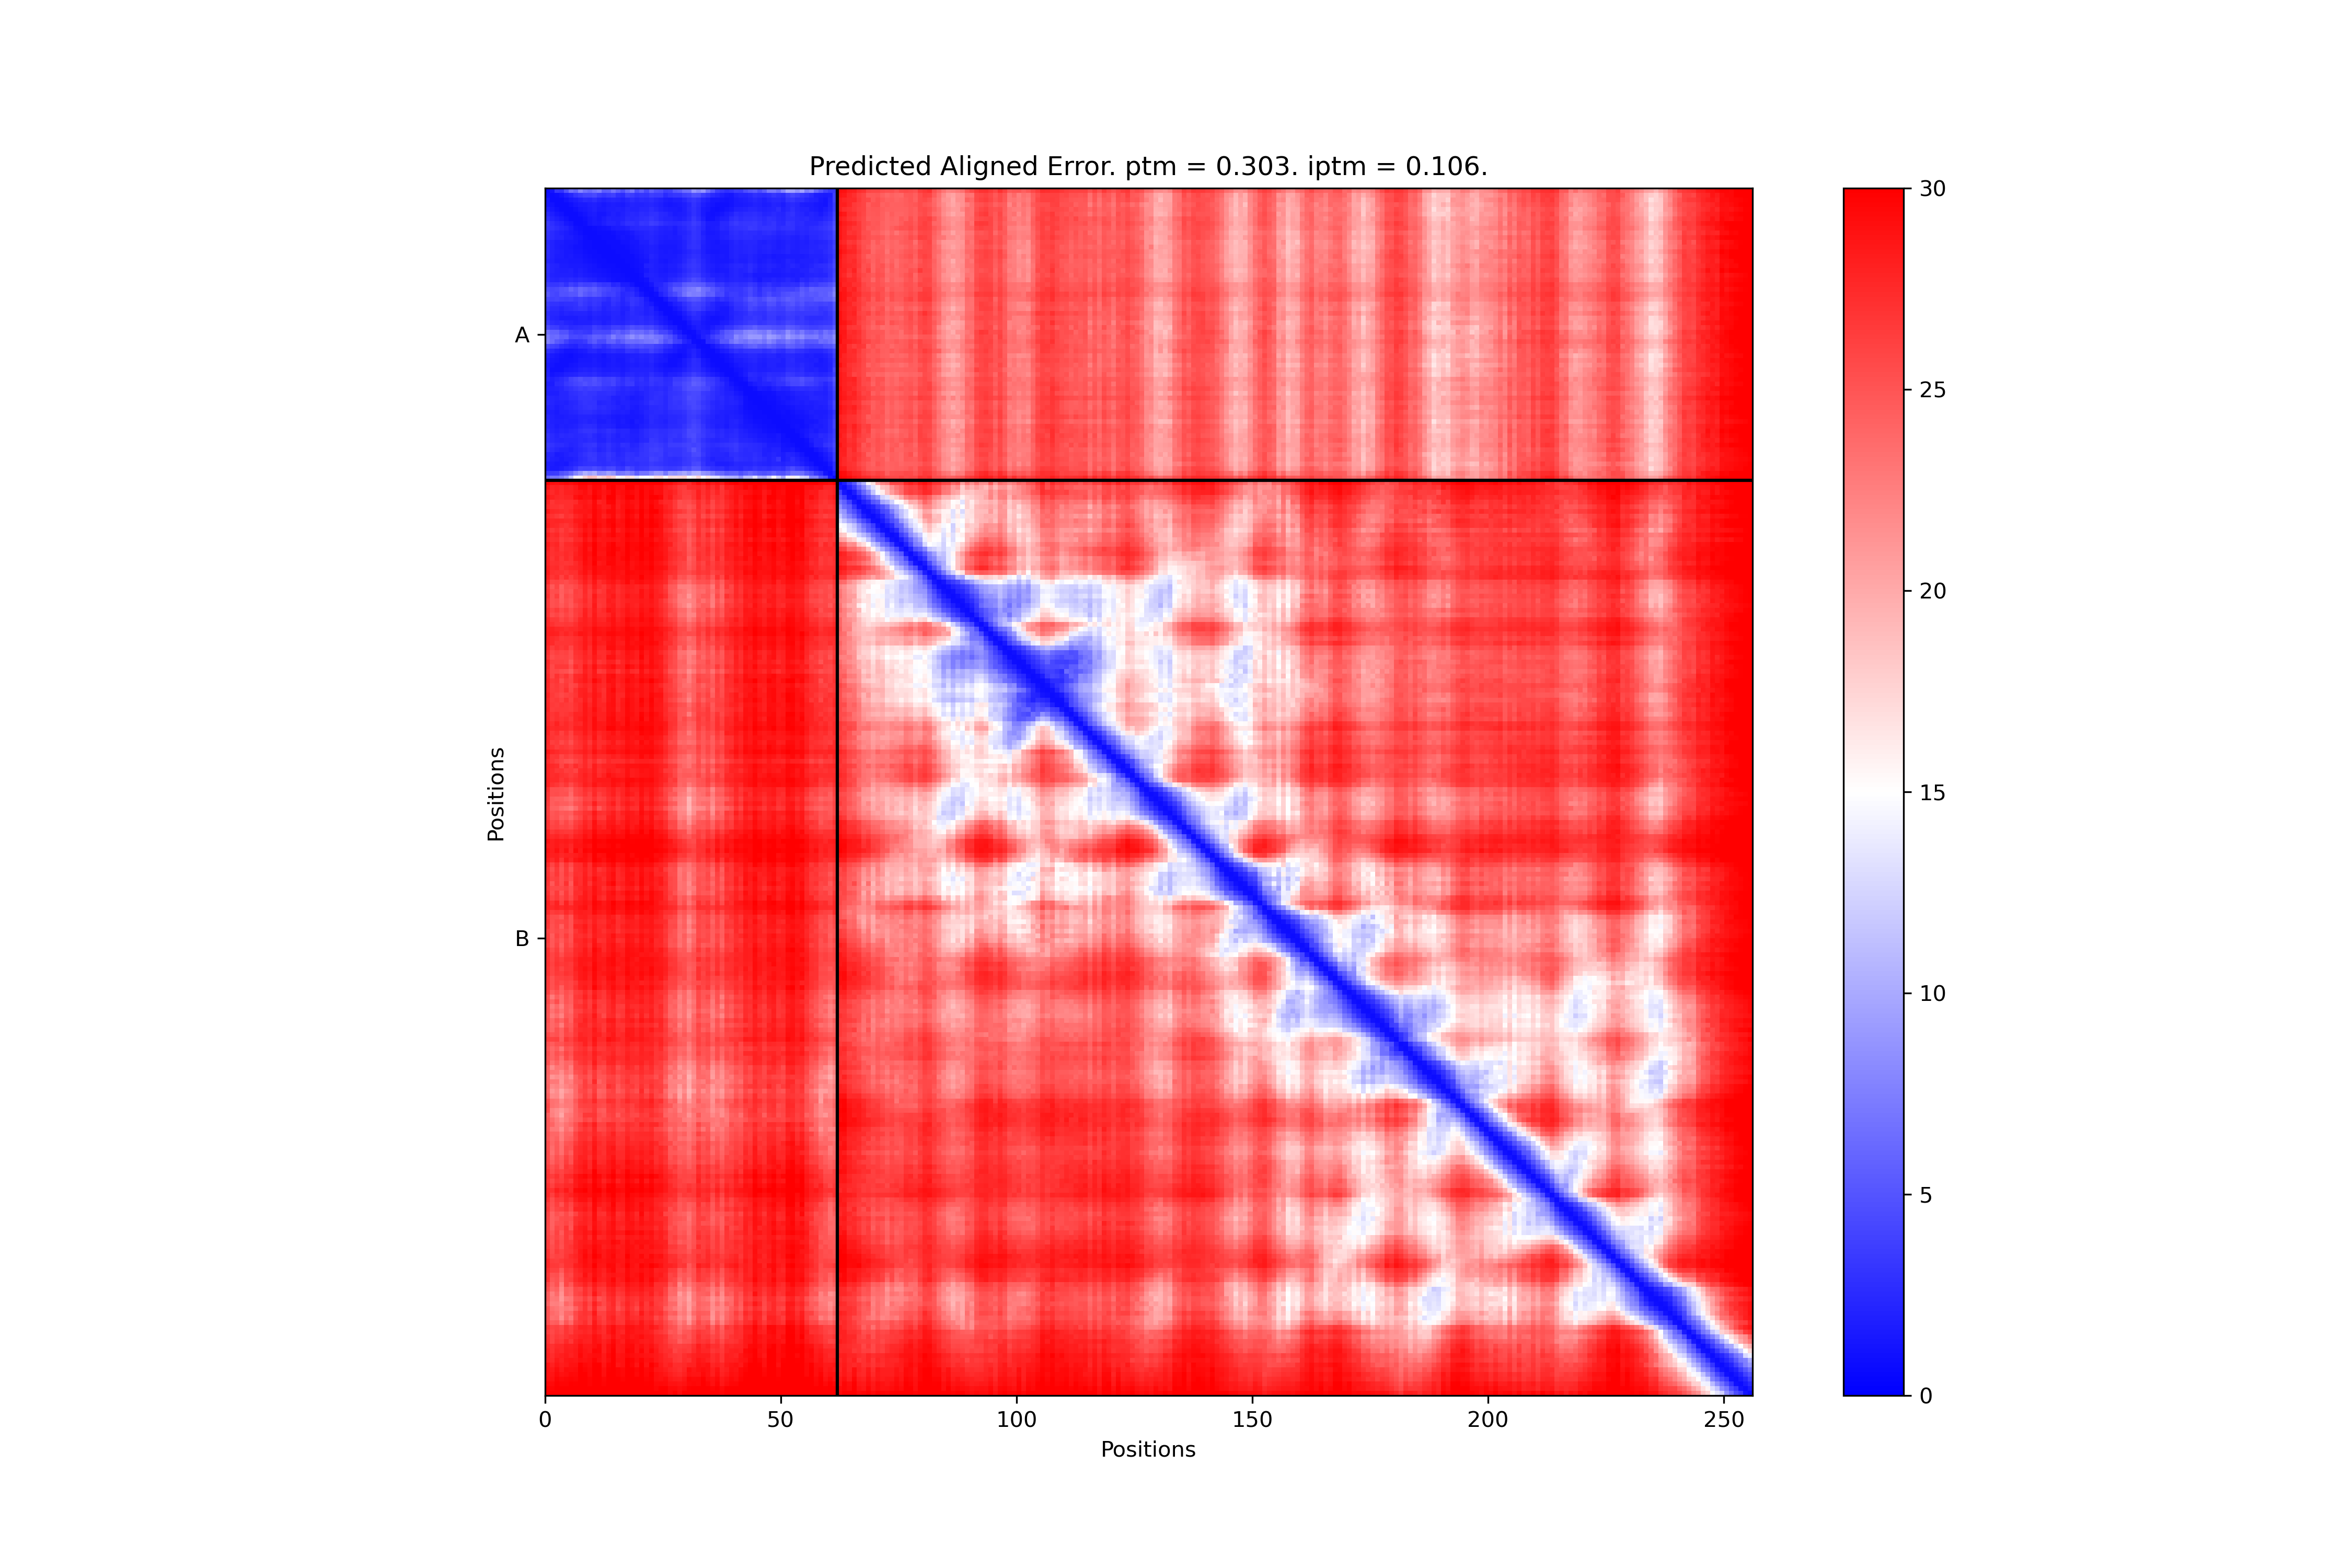 Predicted Aligned Error. ptm = 0.303. iptm = 0.106.
A
B
Positions
0
50
100
150
200
250
Positions
30
25
20
15
10
5
0